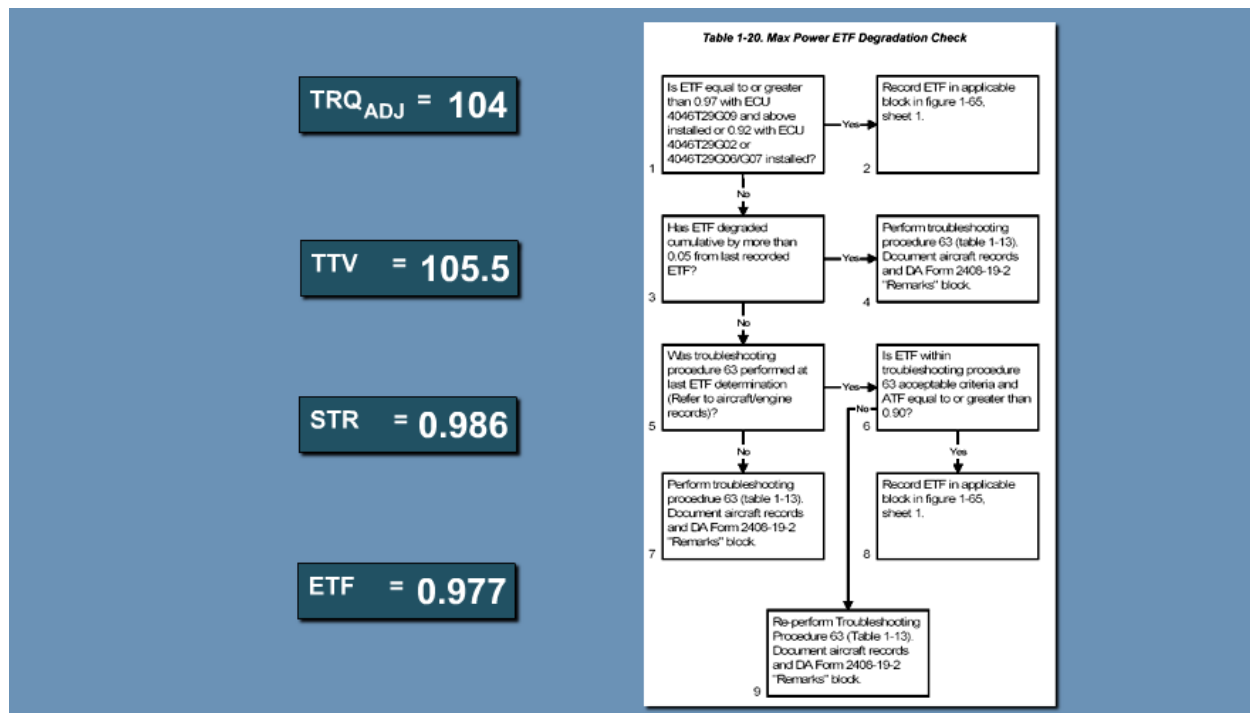 TRQADJ = 104
TTV = 105.5
STR = 0.986
ETF = 0.977
Table 1-20. Max Power ETF Degradation Check
Is ETF equal to or greater
than 0.97 with ECU
4046T29G09 and above
installed or 0.92 with ECU
4046T29G02 or
4046T29G06/G07 installed?
1
Yes
Record ETF in applicable
block in figure 1-65,
sheet 1.
2
No
Has ETF degraded
cumulative by more than
0.05 from last recorded
ETF?
3
Yes
Perform troubleshooting
procedure 63 (table 1-13).
Document aircraft records
and DA Form 2408-19-2
"Remarks" block.
4
No
Was troubleshooting
procedure 63 performed at
last ETF determination
(Refer to aircraft/engine
records)?
5
Yes
Is ETF within
troubleshooting procedure
63 acceptable criteria and
ATF equal to or greater than
0.90?
6
No
No
Perform troubleshooting
procedrue 63 (table 1-13).
Document aircraft records
and DA Form 2408-19-2
"Remarks" block.
7
Yes
Record ETF in applicable
block in figure 1-65,
sheet 1.
8
Re-perform Troubleshooting
Procedure 63 (Table 1-13).
Document aircraft records
and DA Form 2408-19-2
"Remarks" block.
9